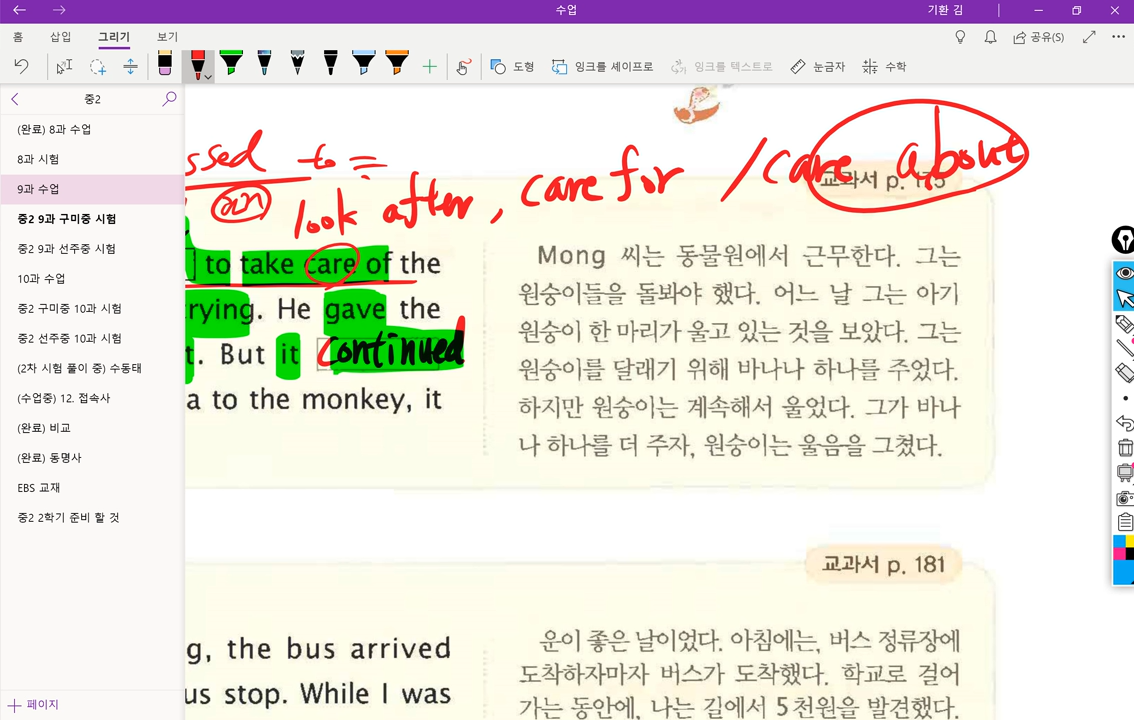 수업
기환 김
홈 삽입 그리기 보기
공유(S)
도형 잉크를 셰이프로 잉크를 텍스트로 눈금자 수학
중2
(완료) 8과 수업
8과 시험
9과 수업
중2 9과 구미중 시험
중2 9과 선주중 시험
10과 수업
중2 구미중 10과 시험
중2 선주중 10과 시험
(2차 시험 풀이 중) 수동태
(수업중) 12. 접속사
(완료) 비교
(완료) 동명사
EBS 교재
중2 2학기 준비 할 것
페이지
ssed to =
look after, care for / care about
교과서 p. 175
to take care of the
rying. He gave the
t. But it continued
a to the monkey, it
Mong 씨는 동물원에서 근무한다. 그는
원숭이들을 돌봐야 했다. 어느 날 그는 아기
원숭이 한 마리가 울고 있는 것을 보았다. 그는
원숭이를 달래기 위해 바나나 하나를 주었다.
하지만 원숭이는 계속해서 울었다. 그가 바나
나 하나를 더 주자, 원숭이는 울음을 그쳤다.
교과서 p. 181
g, the bus arrived
us stop. While I was
운이 좋은 날이었다. 아침에는, 버스 정류장에
도착하자마자 버스가 도착했다. 학교로 걸어
가는 동안에, 나는 길에서 5천원을 발견했다.